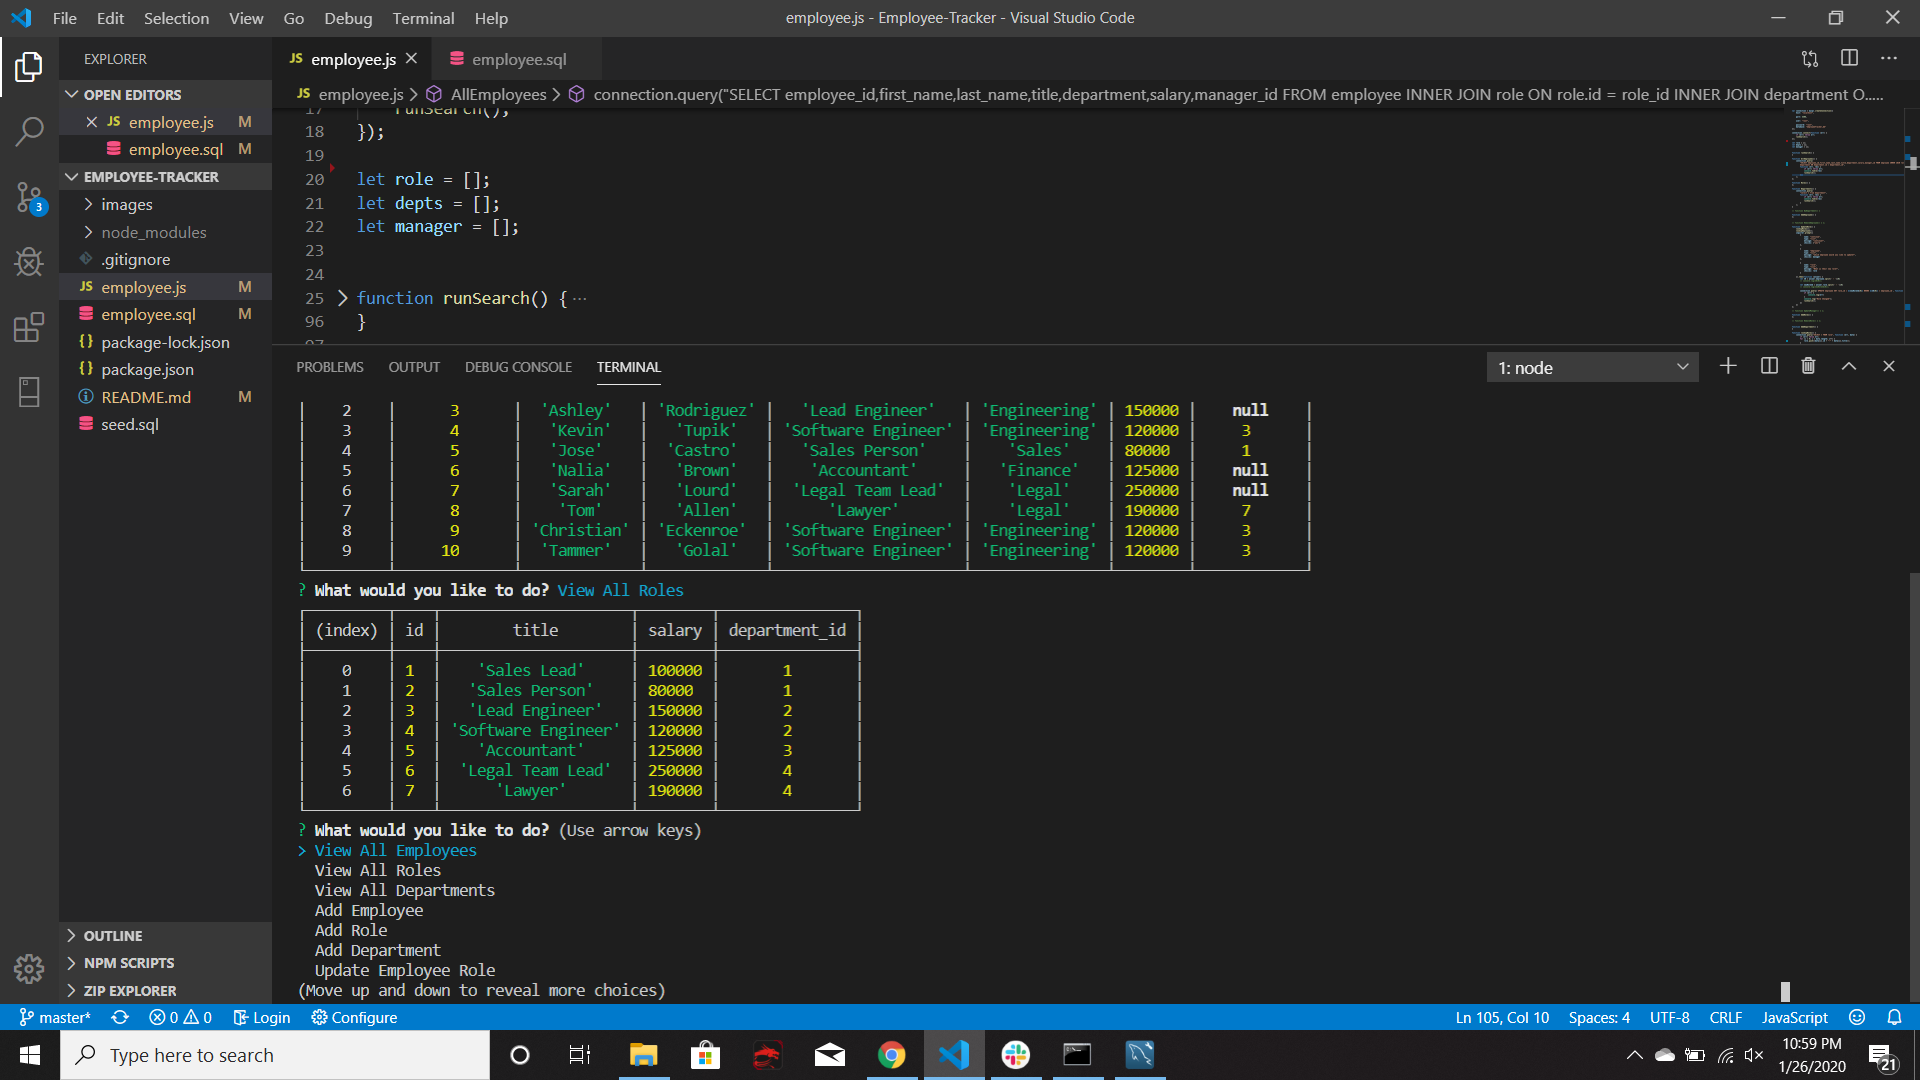 File Edit Selection View Go Debug Terminal Help
employee.js - Employee-Tracker - Visual Studio Code
EXPLORER
OPEN EDITORS
JS employee.js M
employee.sql M
EMPLOYEE-TRACKER
images
node_modules
.gitignore
JS employee.js M
employee.sql M
{} package-lock.json
{} package.json
README.md M
seed.sql
OUTLINE
NPM SCRIPTS
ZIP EXPLORER
3
JS employee.js
employee.sql
JS employee.js > AllEmployees > connection.query("SELECT employee_id,first_name,last_name,title,department,salary,manager_id FROM employee INNER JOIN role ON role.id = role_id INNER JOIN department O......
17 runSearch();
18 });
19
20 let role = [];
21 let depts = [];
22 let manager = [];
23
24
25 function runSearch() {...
96 }
97
PROBLEMS OUTPUT DEBUG CONSOLE TERMINAL
1: node
2 3 'Ashley' 'Rodriguez' 'Lead Engineer' 'Engineering' 150000 null
3 4 'Kevin' 'Tupik' 'Software Engineer' 'Engineering' 120000 3
4 5 'Jose' 'Castro' 'Sales Person' 'Sales' 80000 1
5 6 'Nalia' 'Brown' 'Accountant' 'Finance' 125000 null
6 7 'Sarah' 'Lourd' 'Legal Team Lead' 'Legal' 250000 null
7 8 'Tom' 'Allen' 'Lawyer' 'Legal' 190000 7
8 9 'Christian' 'Eckenroe' 'Software Engineer' 'Engineering' 120000 3
9 10 'Tammer' 'Golal' 'Software Engineer' 'Engineering' 120000 3
? What would you like to do? View All Roles
(index) id title salary department_id
0 1 'Sales Lead' 100000 1
1 2 'Sales Person' 80000 1
2 3 'Lead Engineer' 150000 2
3 4 'Software Engineer' 120000 2
4 5 'Accountant' 125000 3
5 6 'Legal Team Lead' 250000 4
6 7 'Lawyer' 190000 4
? What would you like to do? (Use arrow keys)
> View All Employees
View All Roles
View All Departments
Add Employee
Add Role
Add Department
Update Employee Role
(Move up and down to reveal more choices)
master* 0 0 Login Configure
Ln 105, Col 10 Spaces: 4 UTF-8 CRLF JavaScript
Type here to search
10:59 PM
1/26/2020
21